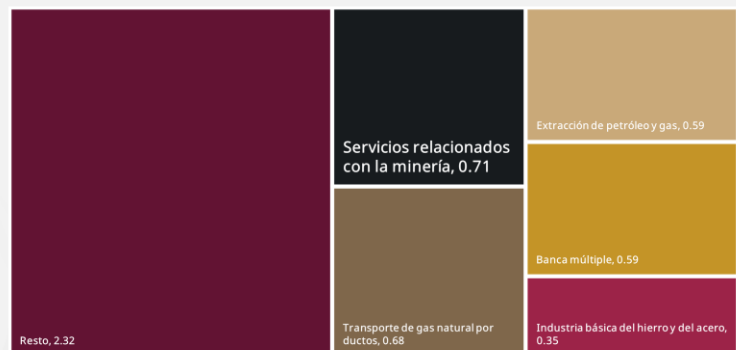 Resto, 2.32
Servicios relacionados
con la minería, 0.71
Transporte de gas natural por
ductos, 0.68
Extracción de petróleo y gas, 0.59
Banca múltiple, 0.59
Industria básica del hierro y del acero,
0.35